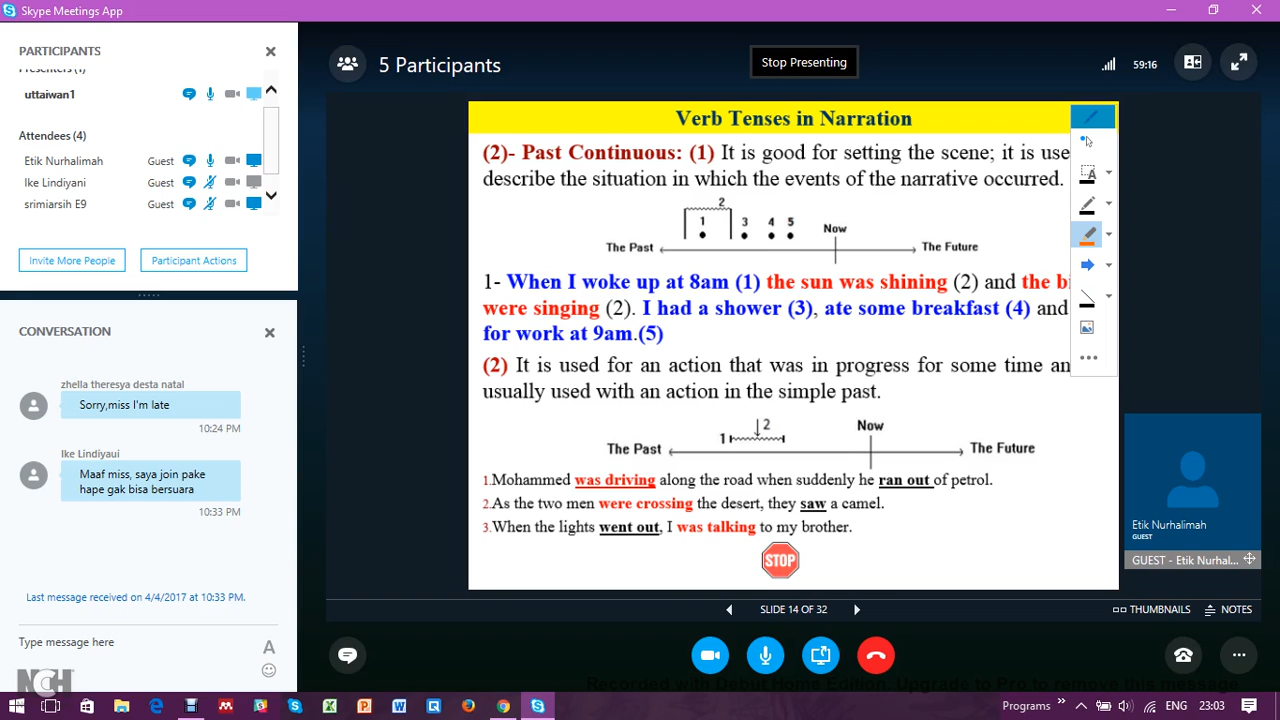 Skype Meetings App
PARTICIPANTS
Presenters (1)
uttaiwan1
Attendees (4)
Etik Nurhalimah Guest
Ike Lindiyani Guest
srimiarsih E9 Guest
Invite More People Participant Actions
CONVERSATION
zhella theresya desta natal
Sorry,miss I'm late
10:24 PM
Ike Lindiyaui
Maaf miss, saya join pake
hape gak bisa bersuara
10:33 PM
Last message received on 4/4/2017 at 10:33 PM.
Type message here
A
NCH
5 Participants
Stop Presenting
59:16
Verb Tenses in Narration
(2)- Past Continuous: (1) It is good for setting the scene; it is use
describe the situation in which the events of the narrative occurred.
2
1 3 4 5
Now
The Past The Future
1- When I woke up at 8am (1) the sun was shining (2) and the bi
were singing (2). I had a shower (3), ate some breakfast (4) and
for work at 9am.(5)
(2) It is used for an action that was in progress for some time an
usually used with an action in the simple past.
1 2 Now
The Past The Future
1.Mohammed was driving along the road when suddenly he ran out of petrol.
2.As the two men were crossing the desert, they saw a camel.
3.When the lights went out, I was talking to my brother.
STOP
A
Etik Nurhalimah
GUEST
GUEST - Etik Nurhal...
SLIDE 14 OF 32
THUMBNAILS NOTES
Recorded with Debut Home Edition. Upgrade to Pro to remove this message
Programs ENG 23:03